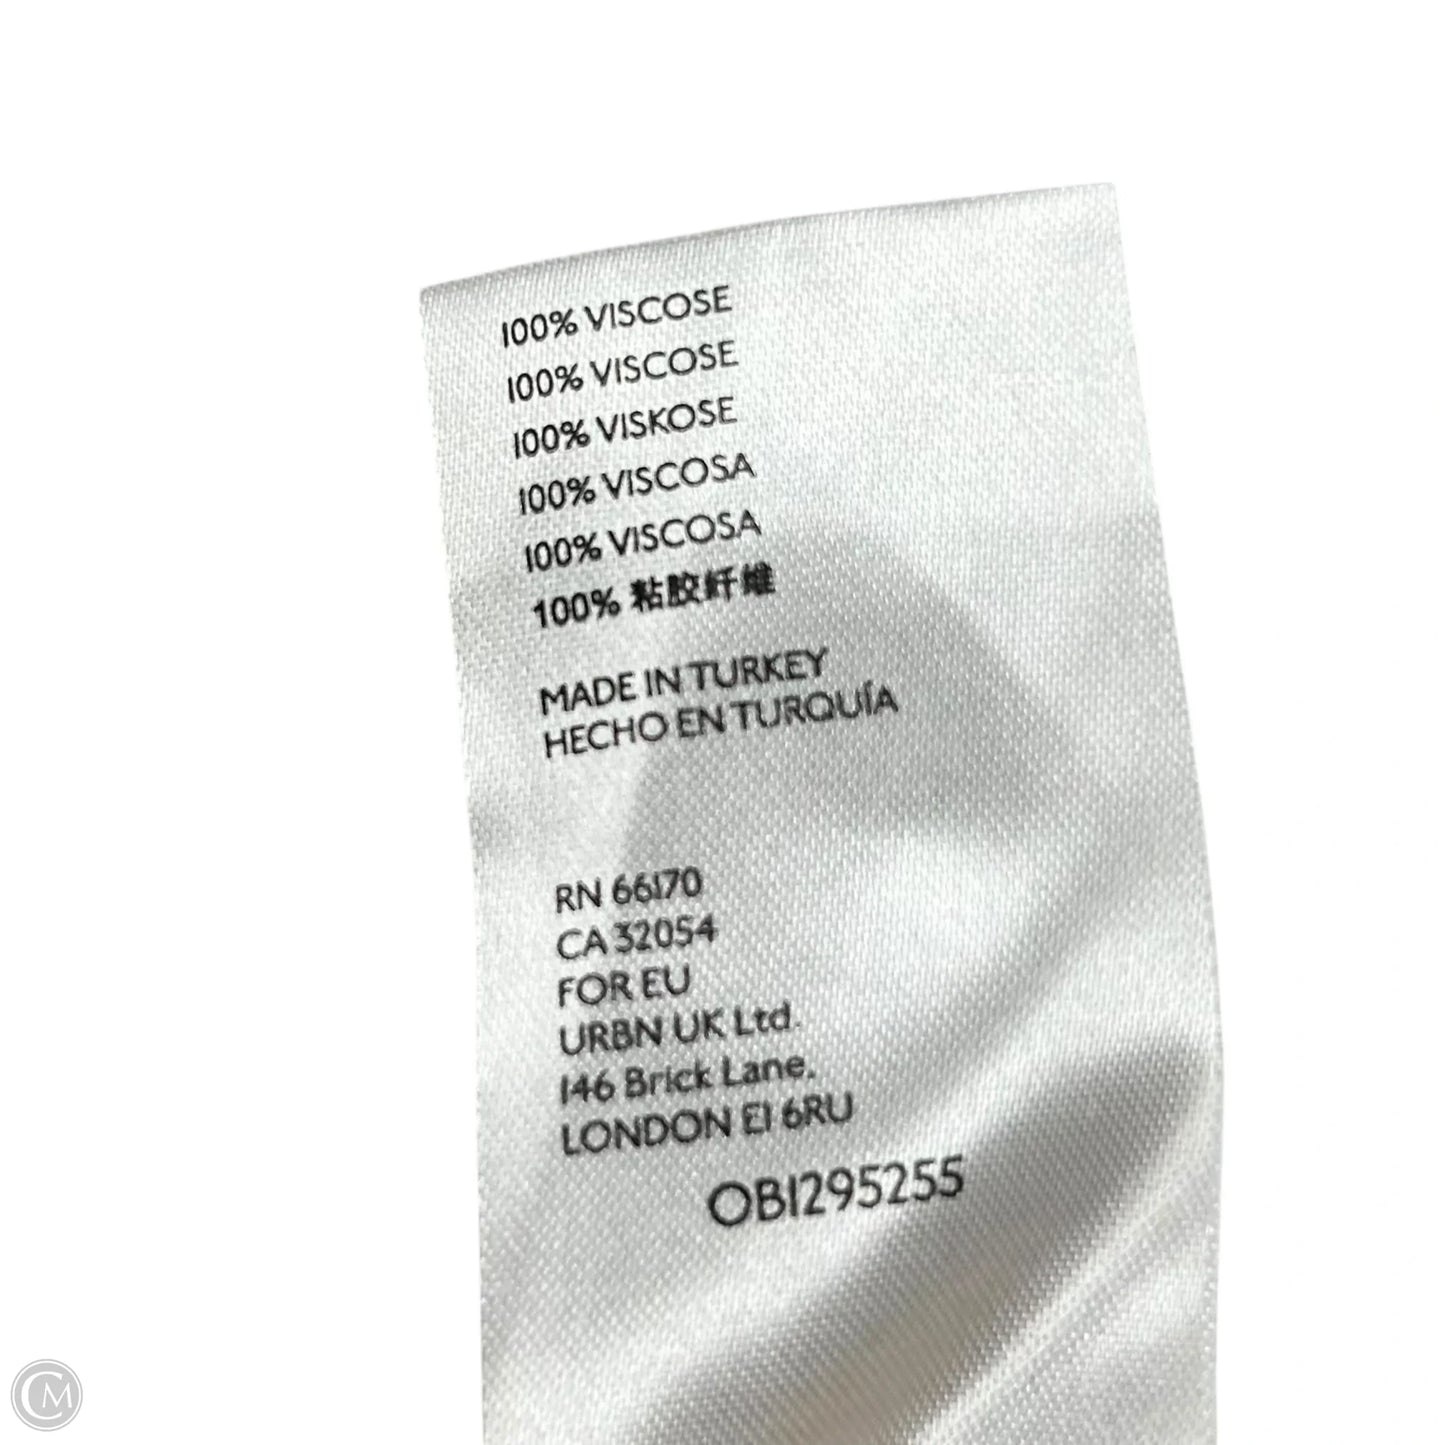 100% VISCOSE
100% VISCOSE
100% VISKOSE
100% VISCOSA
100% VISCOSA
100% 粘胶纤维
MADE IN TURKEY
HECHO EN TURQUÍA
RN 66170
CA 32054
FOR EU
URBN UK Ltd.
146 Brick Lane.
LONDON E1 6RU
OB1295255
CM